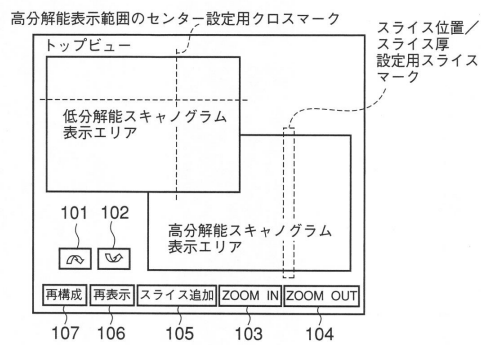 高分解能表示範囲のセンター設定用クロスマーク
スライス位置／
スライス厚
設定用スライス
マーク
トップビュー
低分解能スキャノグラム
表示エリア
高分解能スキャノグラム
表示エリア
101
102
再構成
再表示
スライス追加
ZOOM IN
ZOOM OUT
107
106
105
103
104